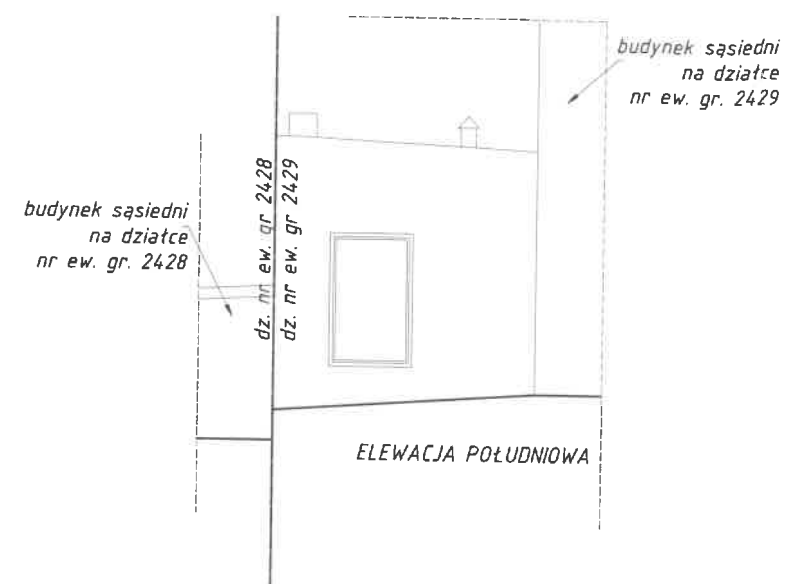 budynek sąsiedni
na działce
nr ew. gr. 2429
budynek sąsiedni
na działce
nr ew. gr. 2428
dz. nr ew. gr 2428
dz. nr ew. gr. 2429
ELEWACJA POŁUDNIOWA